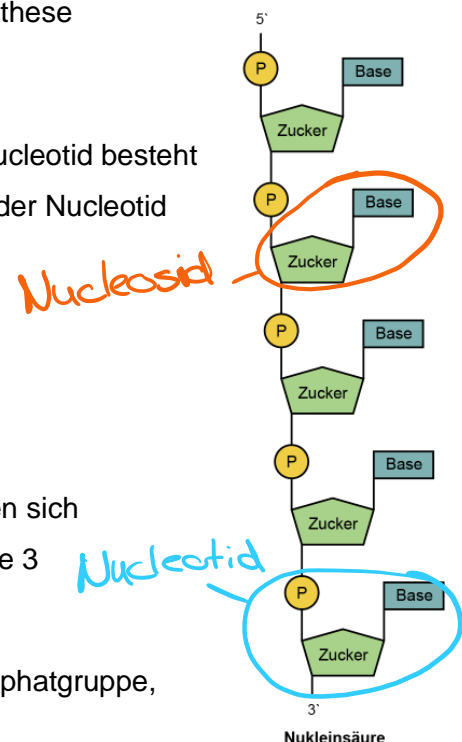 these
ucleotid besteht
der Nucleotid
en sich
e 3
phatgruppe,
Nucleosid
Nucleotid
5`
P
Base
Zucker
P
Base
Zucker
P
Base
Zucker
P
Base
Zucker
P
Base
Zucker
3`
Nukleinsäure